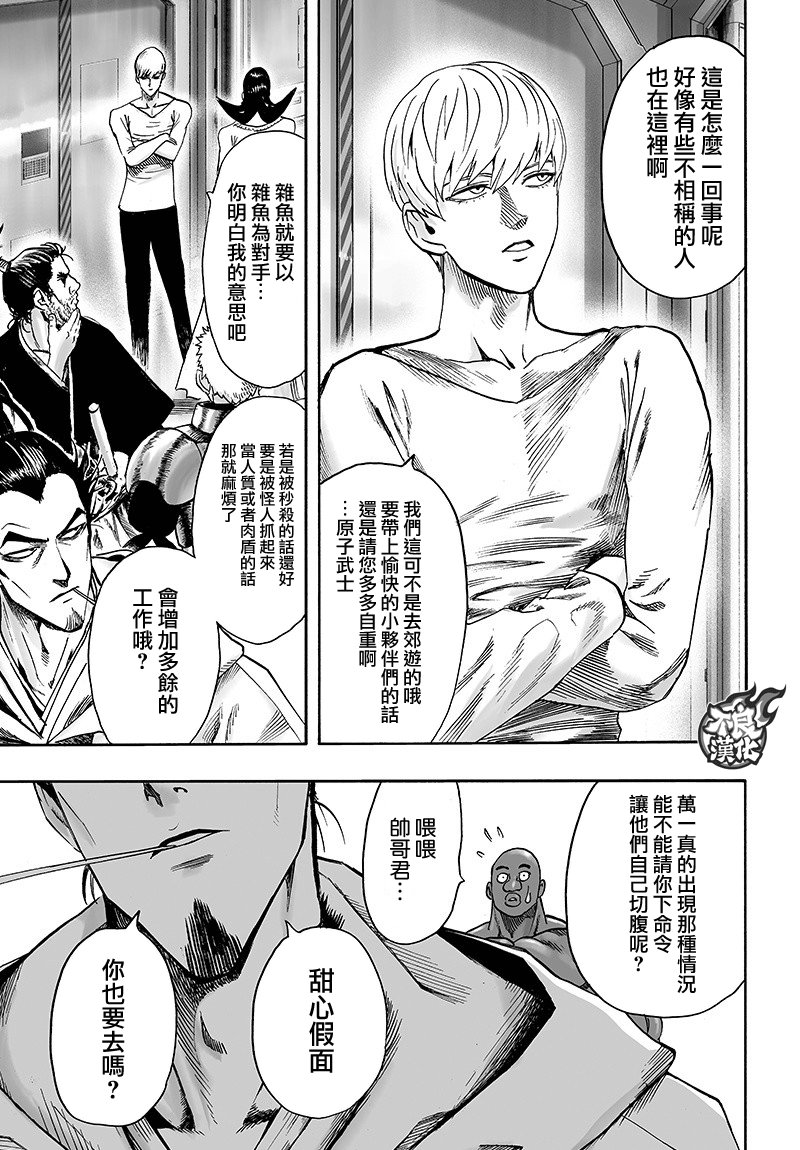 這是怎麼一回事呢
好像有些不相稱的人
也在這裡啊
我們這可不是去郊遊的哦
要帶上愉快的小夥伴們的話
還是請您多多自重啊
…原子武士
雜魚就要以
雜魚為對手…
你明白我的意思吧
若是被秒殺的話還好
要是被怪人抓起來
當人質或者肉盾的話
那就麻煩了
會增加多餘的
工作哦？
不良
漢化
萬一真的出現那種情況
能不能請你下命令
讓他們自己切腹呢？
喂喂
帥哥君…
甜心假面
你也要去嗎？